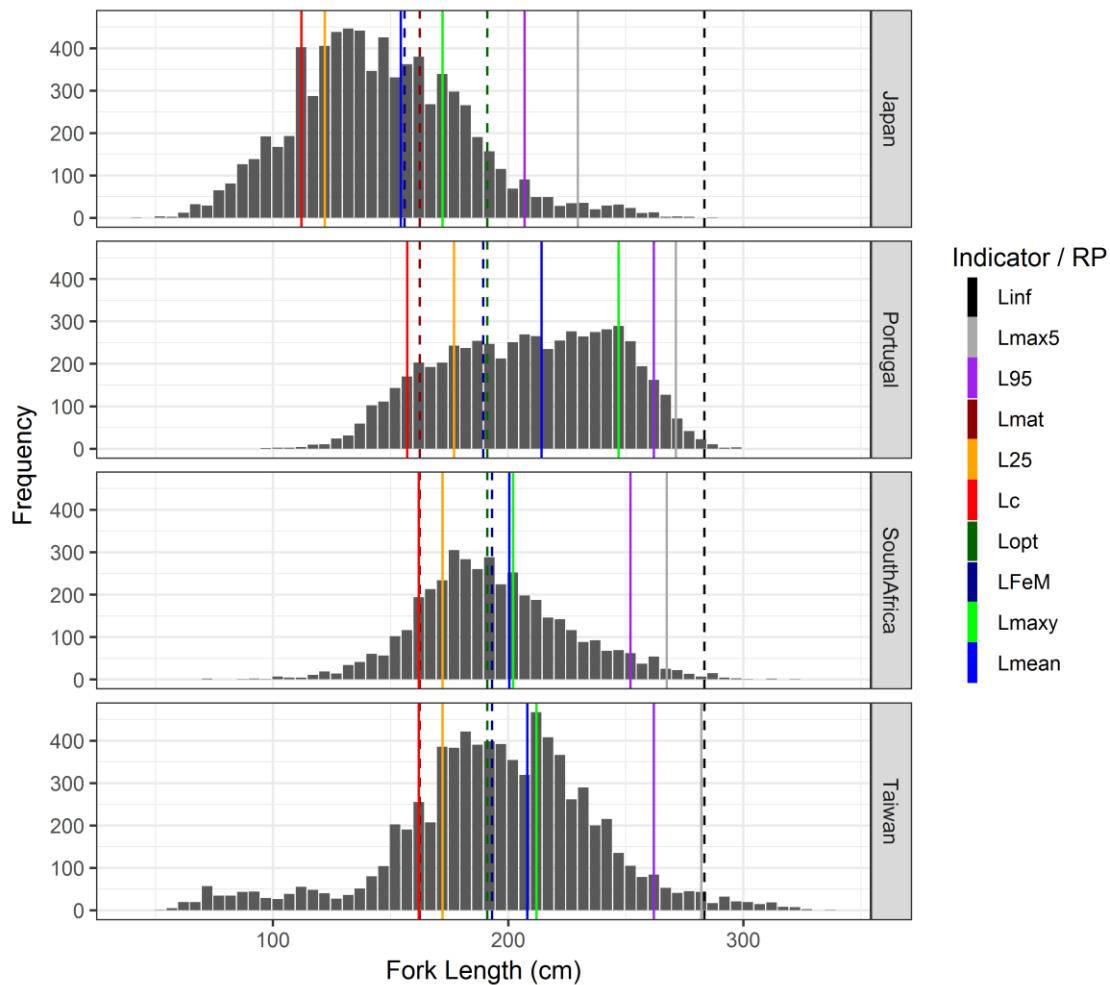 400
300
200
100
0
Japan
400
300
200
100
0
Portugal
400
300
200
100
0
SouthAfrica
400
300
200
100
0
Taiwan
100 200 300
Fork Length (cm)
Frequency
Indicator / RP
Linf
Lmax5
L95
Lmat
L25
Lc
Lopt
LFeM
Lmaxy
Lmean